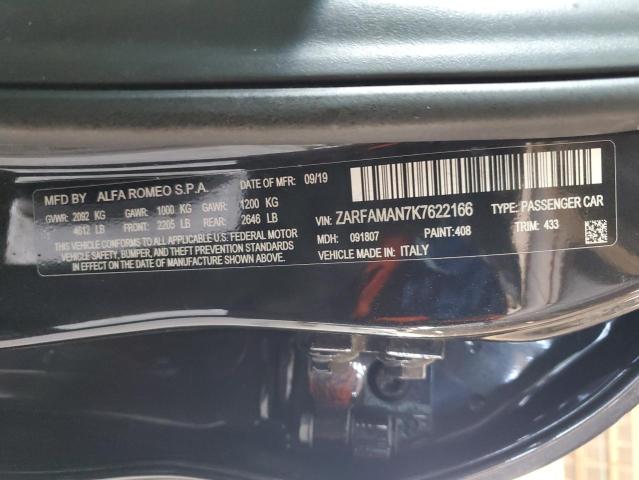 MFD BY ALFA ROMEO S.P.A. DATE OF MFR: 09/19
GVWR: 2092 KG GAWR: 1000 KG GAWR: 1200 KG
4612 LB FRONT: 2205 LB REAR: 2646 LB
THIS VEHICLE CONFORMS TO ALL APPLICABLE U.S. FEDERAL MOTOR
VEHICLE SAFETY, BUMPER, AND THEFT PREVENTION STANDARDS
IN EFFECT ON THE DATE OF MANUFACTURE SHOWN ABOVE.
VIN: ZARFAMAN7K7622166 TYPE: PASSENGER CAR
MDH: 091807 PAINT: 408 TRIM: 433
VEHICLE MADE IN: ITALY